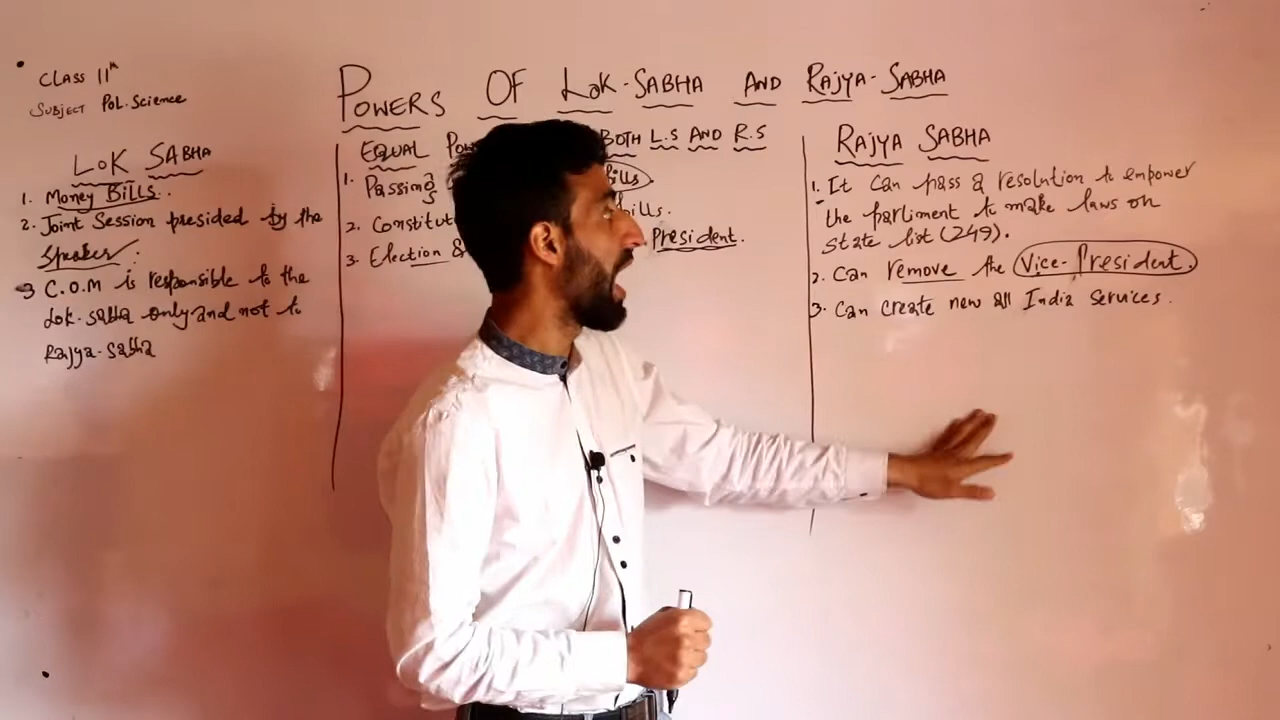 CLASS 11th
SUBJECT POL. Science
POWERS OF LOK-SABHA AND RAJYA-SABHA
LOK SABHA
1. Money Bills..
2. Joint Session presided by the
Speaker.
3 C.O.M is responsible to the
Lok-sabha only and not to
Rajya-Sabha
EQUAL BOTH L.S AND R.S
1. Passing
2.
3. Election & President.
RAJYA SABHA
1. It can pass a resolution to empower
the parliment to make laws on
State list (249).
2. Can remove the Vice-President.
3. Can create new all India Services.